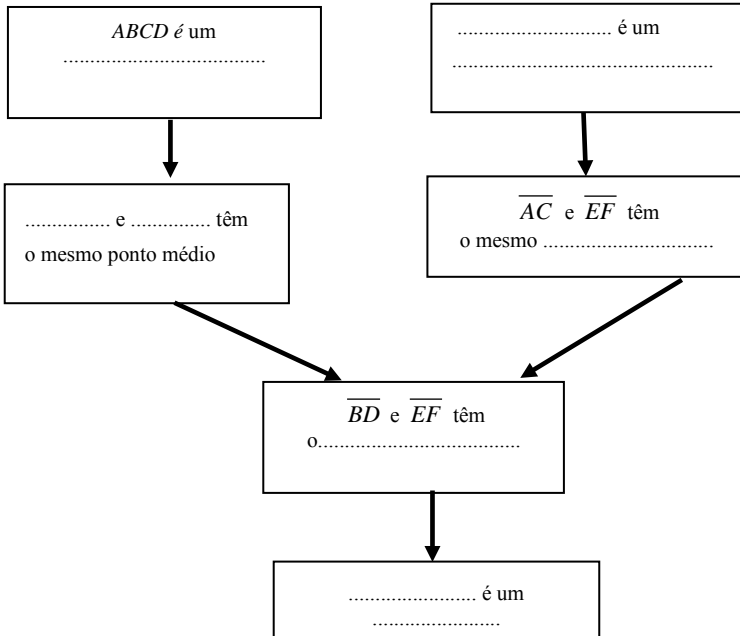 ABCD é um
......................................
............................. é um
.................................................
................ e ............... têm
o mesmo ponto médio
AC e EF têm
o mesmo ................................
BD e EF têm
o......................................
........................ é um
........................